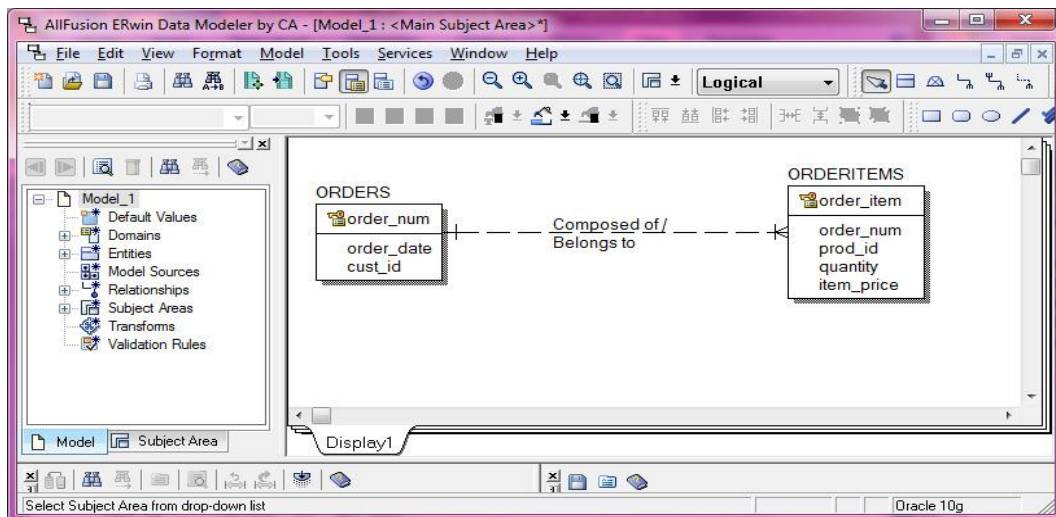 AllFusion ERwin Data Modeler by CA - [Model_1 : <Main Subject Area>*]
File Edit View Format Model Tools Services Window Help
Logical
Model_1
Default Values
Domains
Entities
Model Sources
Relationships
Subject Areas
Transforms
Validation Rules
Model
Subject Area
ORDERS
order_num
order_date
cust_id
Composed of/
Belongs to
ORDERITEMS
order_item
order_num
prod_id
quantity
item_price
Display1
Select Subject Area from drop-down list
Oracle 10g